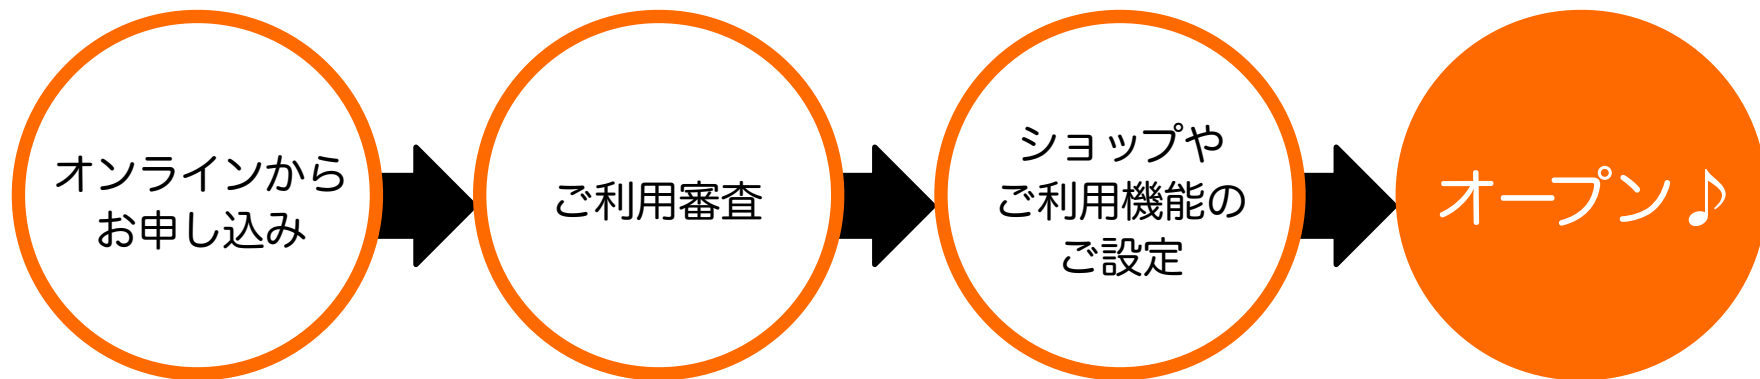 オンラインから
お申し込み
ご利用審査
ショップや
ご利用機能の
ご設定
オープン♪